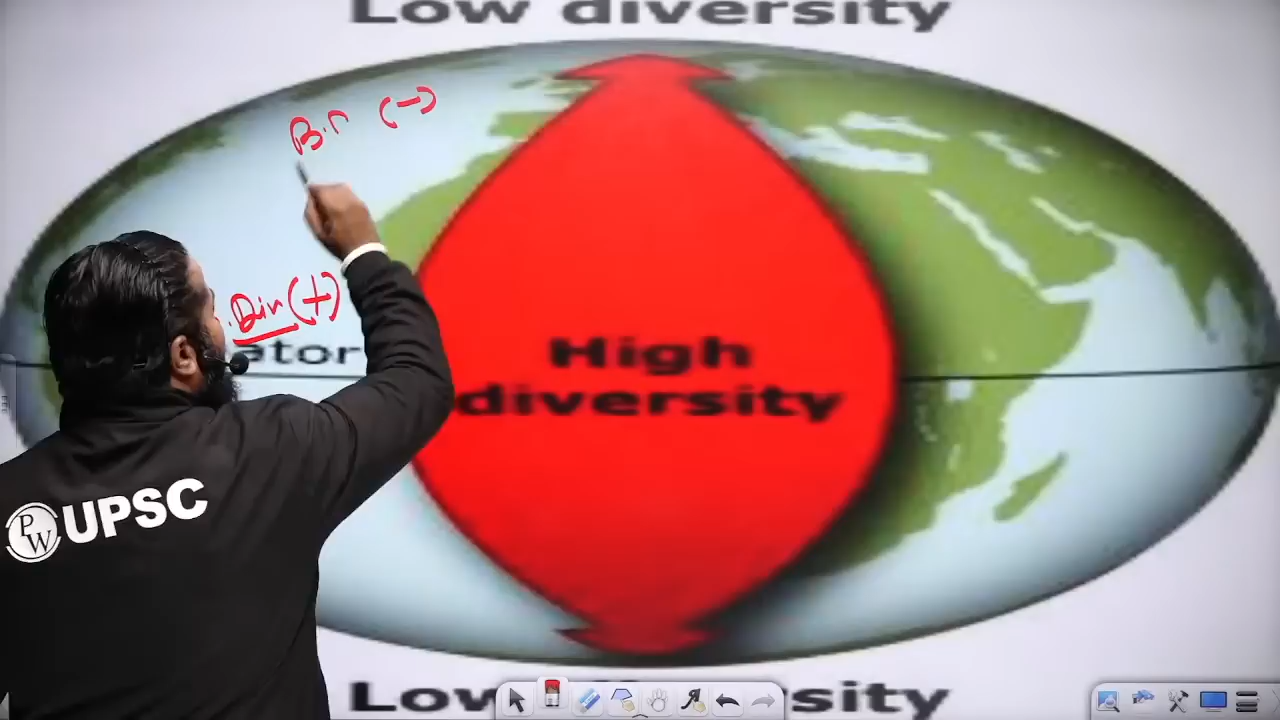 Low diversity
B.D (-)
Div (+)
ator
High
diversity
PW UPSC
Low
sity